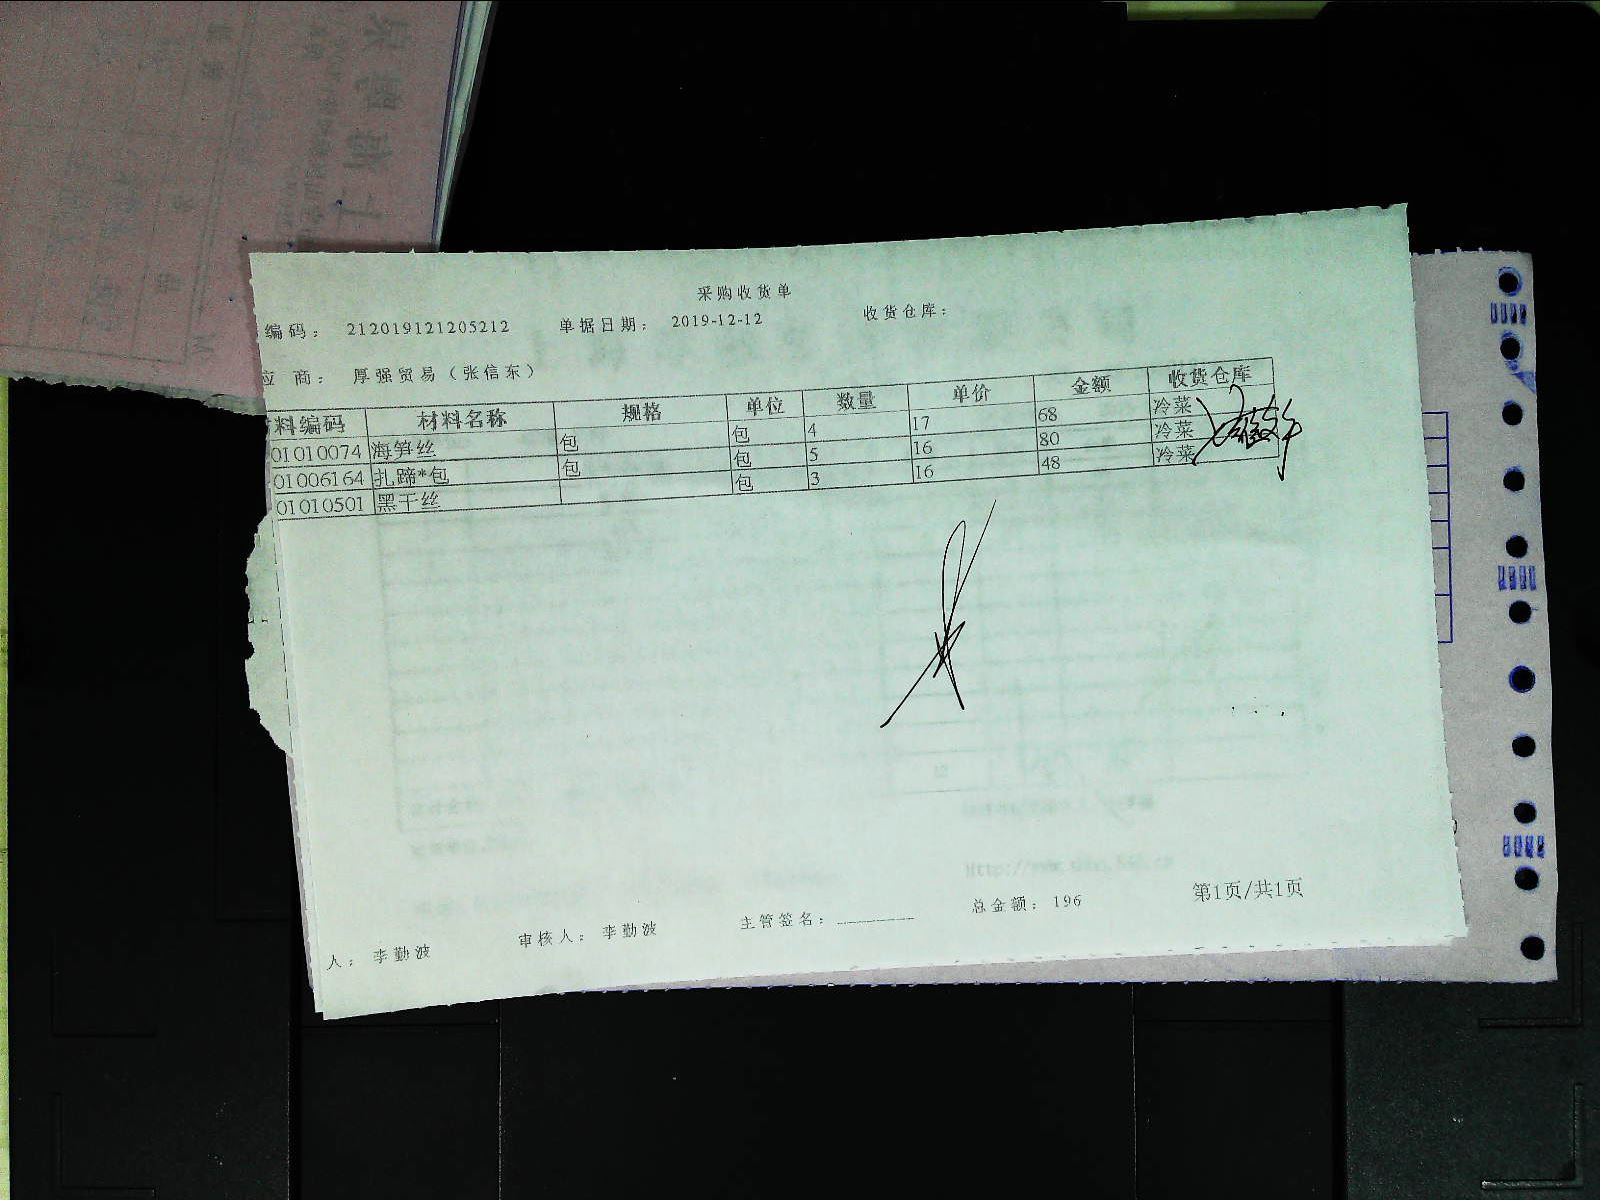 采购收货单
编码： 212019121205212 单据日期： 2019-12-12 收货仓库：
应 商： 厚强贸易（张信东）
料编码 材料名称 规格 单位 数量 单价 金额 收货仓库
01010074 海笋丝 包 包 4 17 68 冷菜
01006164 扎蹄*包 包 包 5 16 80 冷菜
01010501 黑干丝 包 3 16 48 冷菜
人： 李勤波 审核人： 李勤波 主管签名： 总金额： 196 第1页/共1页